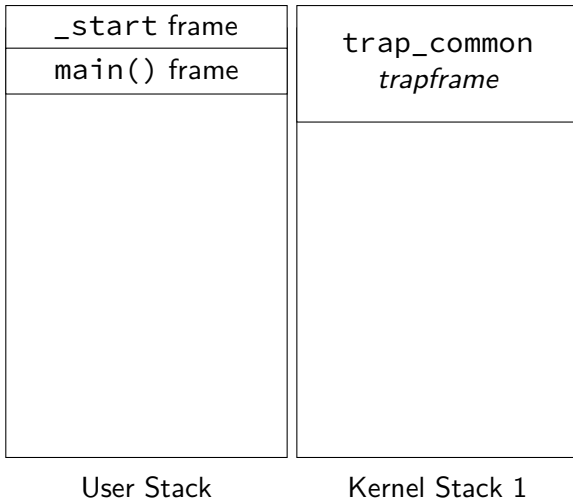 _start frame
main() frame
trap_common
trapframe
User Stack
Kernel Stack 1